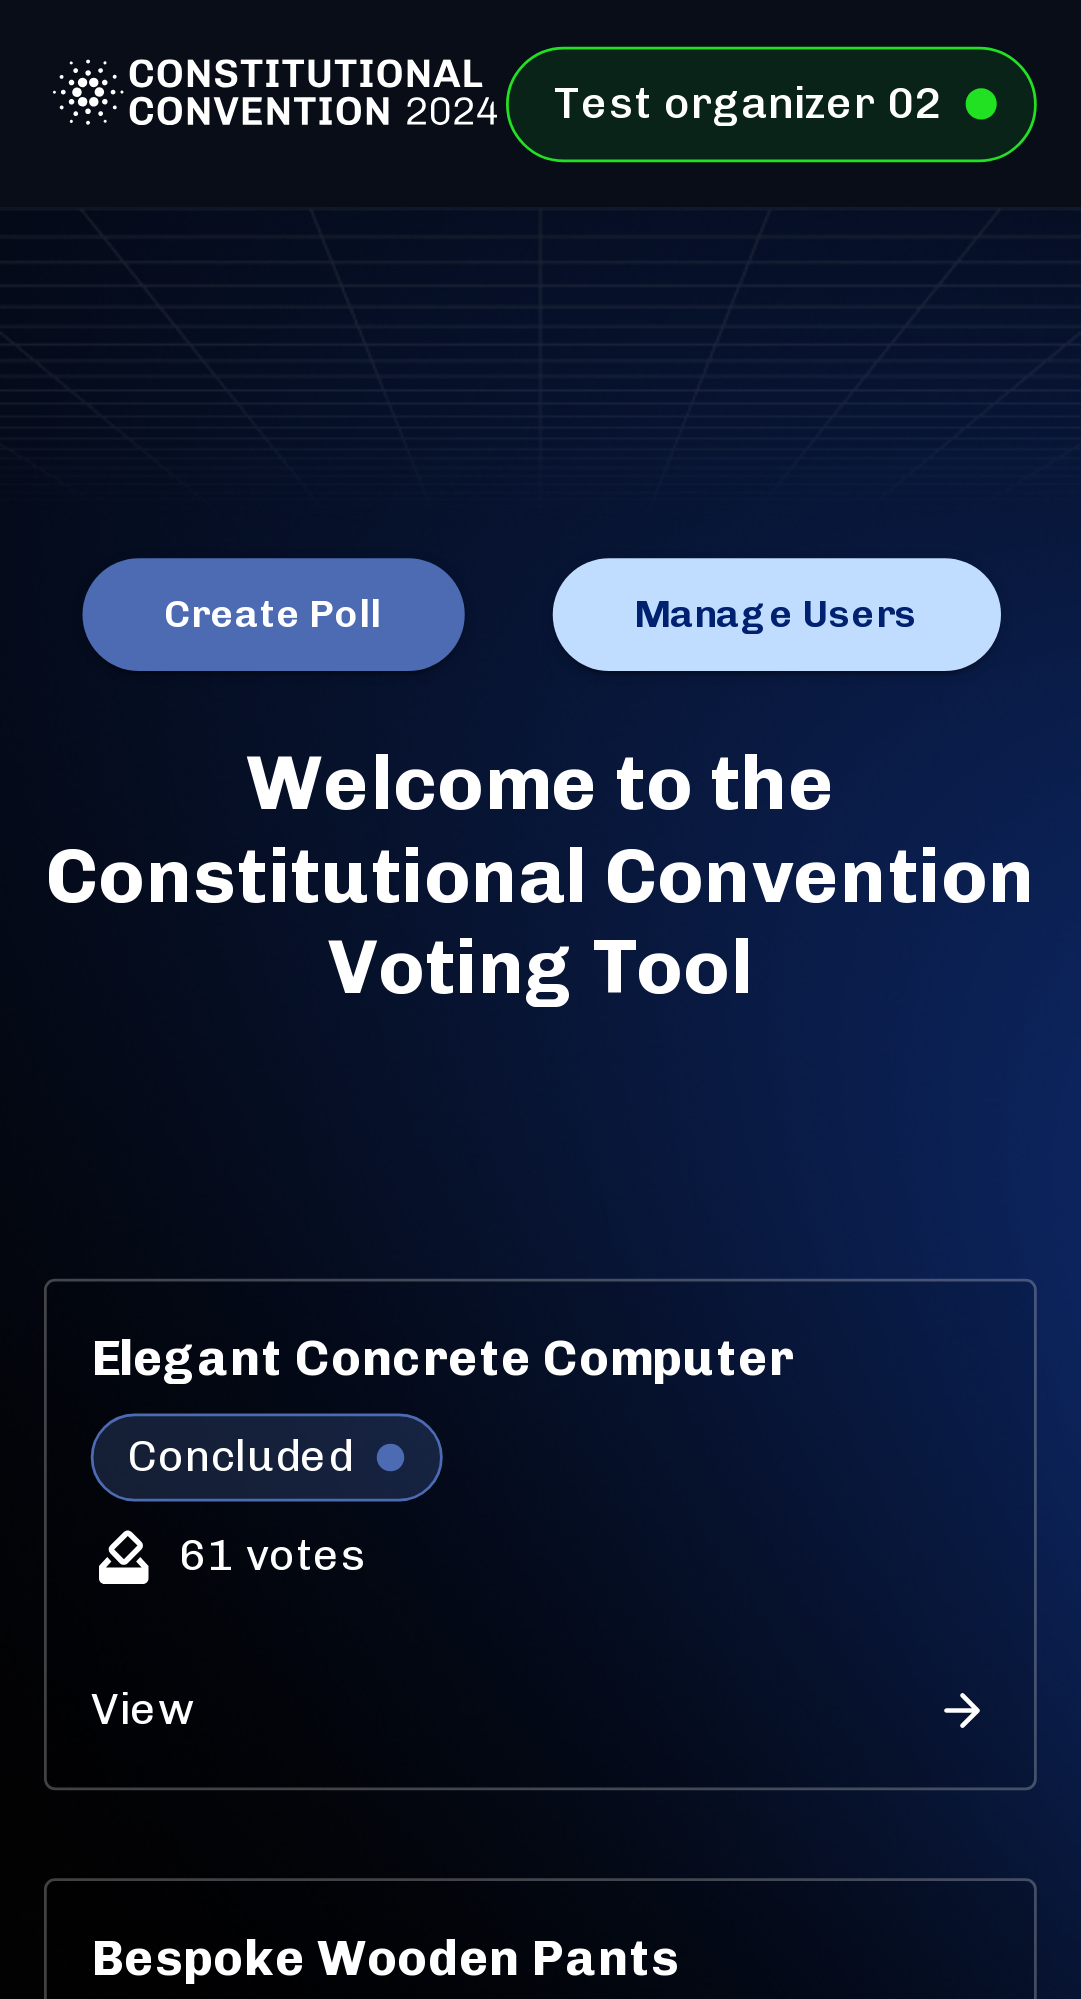 CONSTITUTIONAL
CONVENTION 2024
Test organizer 02
Create Poll
Manage Users
Welcome to the
Constitutional Convention
Voting Tool
Elegant Concrete Computer
Concluded
61 votes
View
Bespoke Wooden Pants